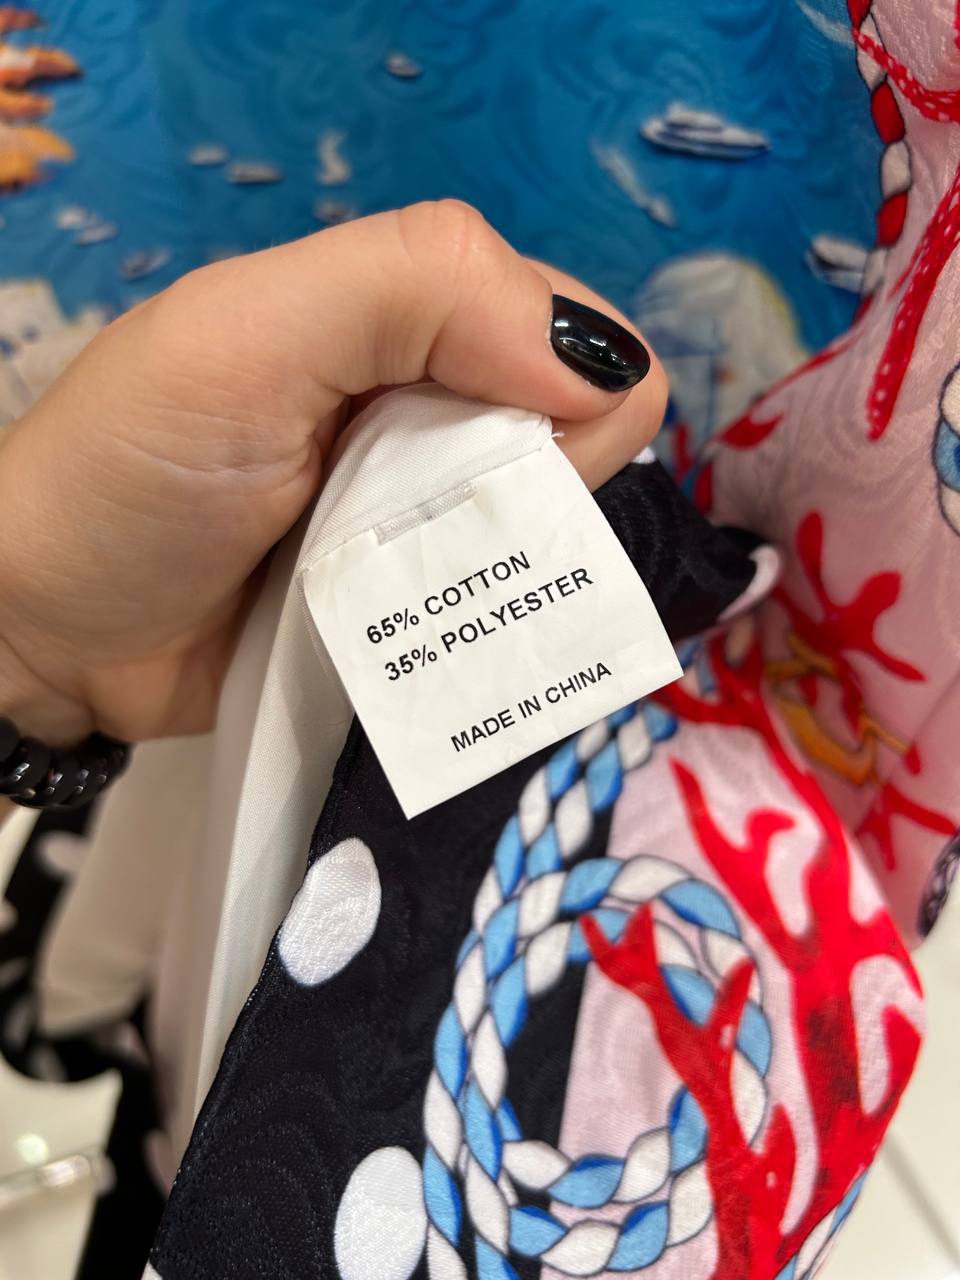 65% COTTON
35% POLYESTER
MADE IN CHINA